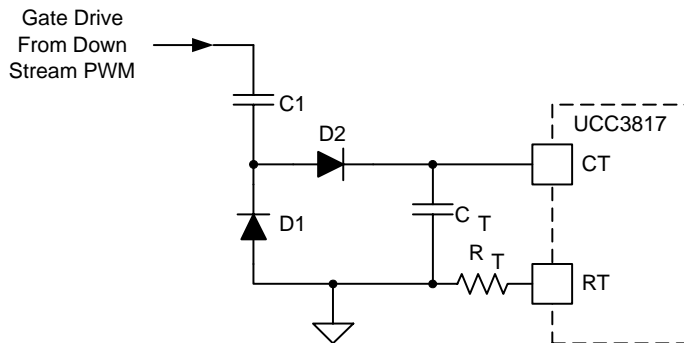 Gate Drive
From Down
Stream PWM
C1
D2
UCC3817
CT
D1
C T
R T
RT